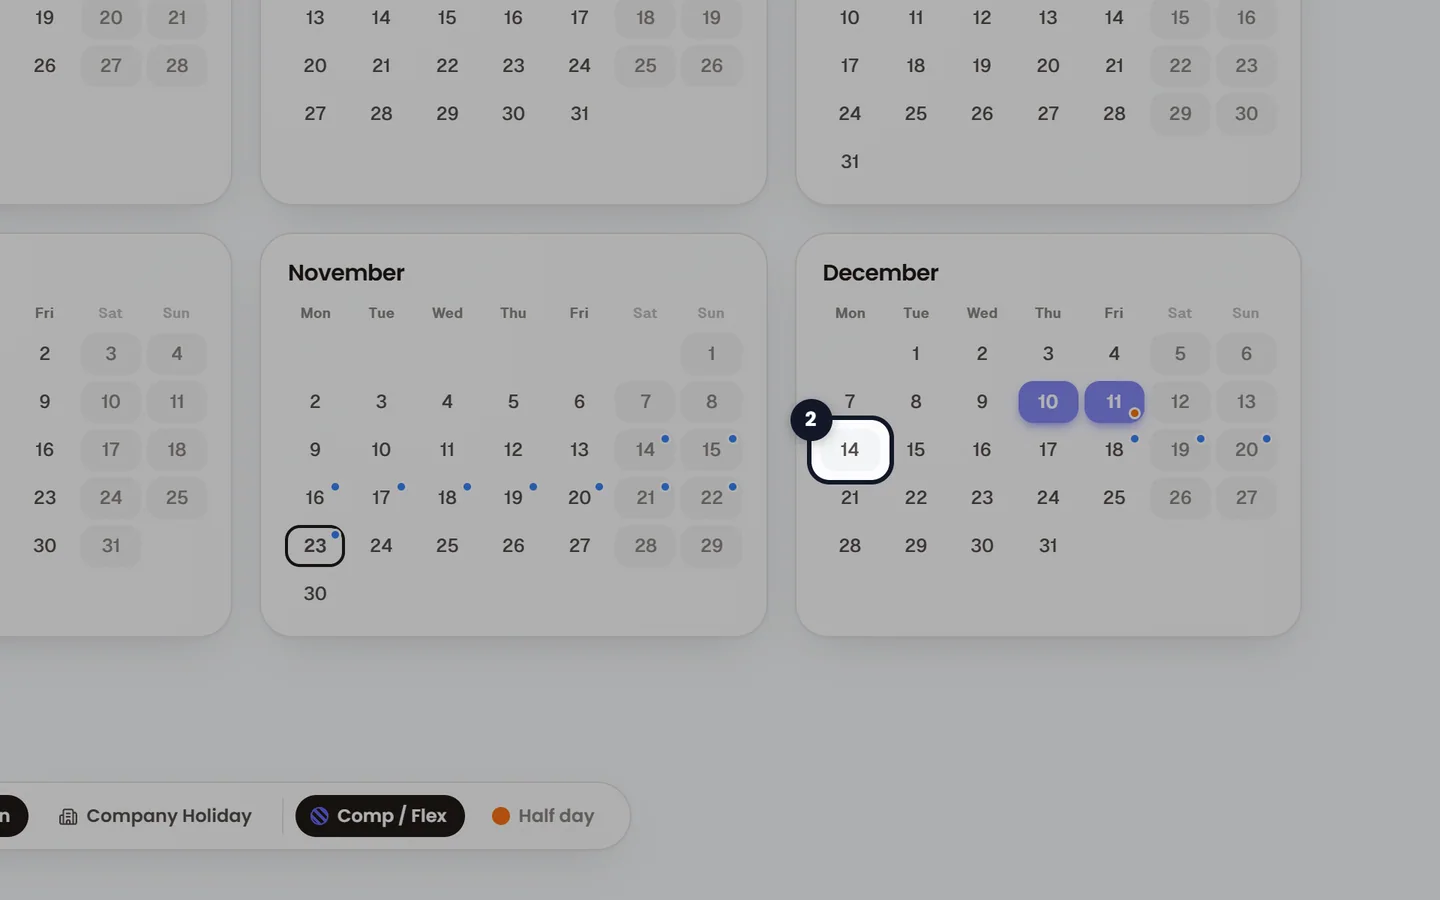 19 20 21
26 27 28
13 14 15 16 17 18 19
20 21 22 23 24 25 26
27 28 29 30 31
10 11 12 13 14 15 16
17 18 19 20 21 22 23
24 25 26 27 28 29 30
31
Fri Sat Sun
2 3 4
9 10 11
16 17 18
23 24 25
30 31
November
Mon Tue Wed Thu Fri Sat Sun
1
2 3 4 5 6 7 8
9 10 11 12 13 14 15
16 17 18 19 20 21 22
23 24 25 26 27 28 29
30
December
Mon Tue Wed Thu Fri Sat Sun
1 2 3 4 5 6
7 8 9 10 11 12 13
2
14 15 16 17 18 19 20
21 22 23 24 25 26 27
28 29 30 31
n Company Holiday Comp / Flex Half day